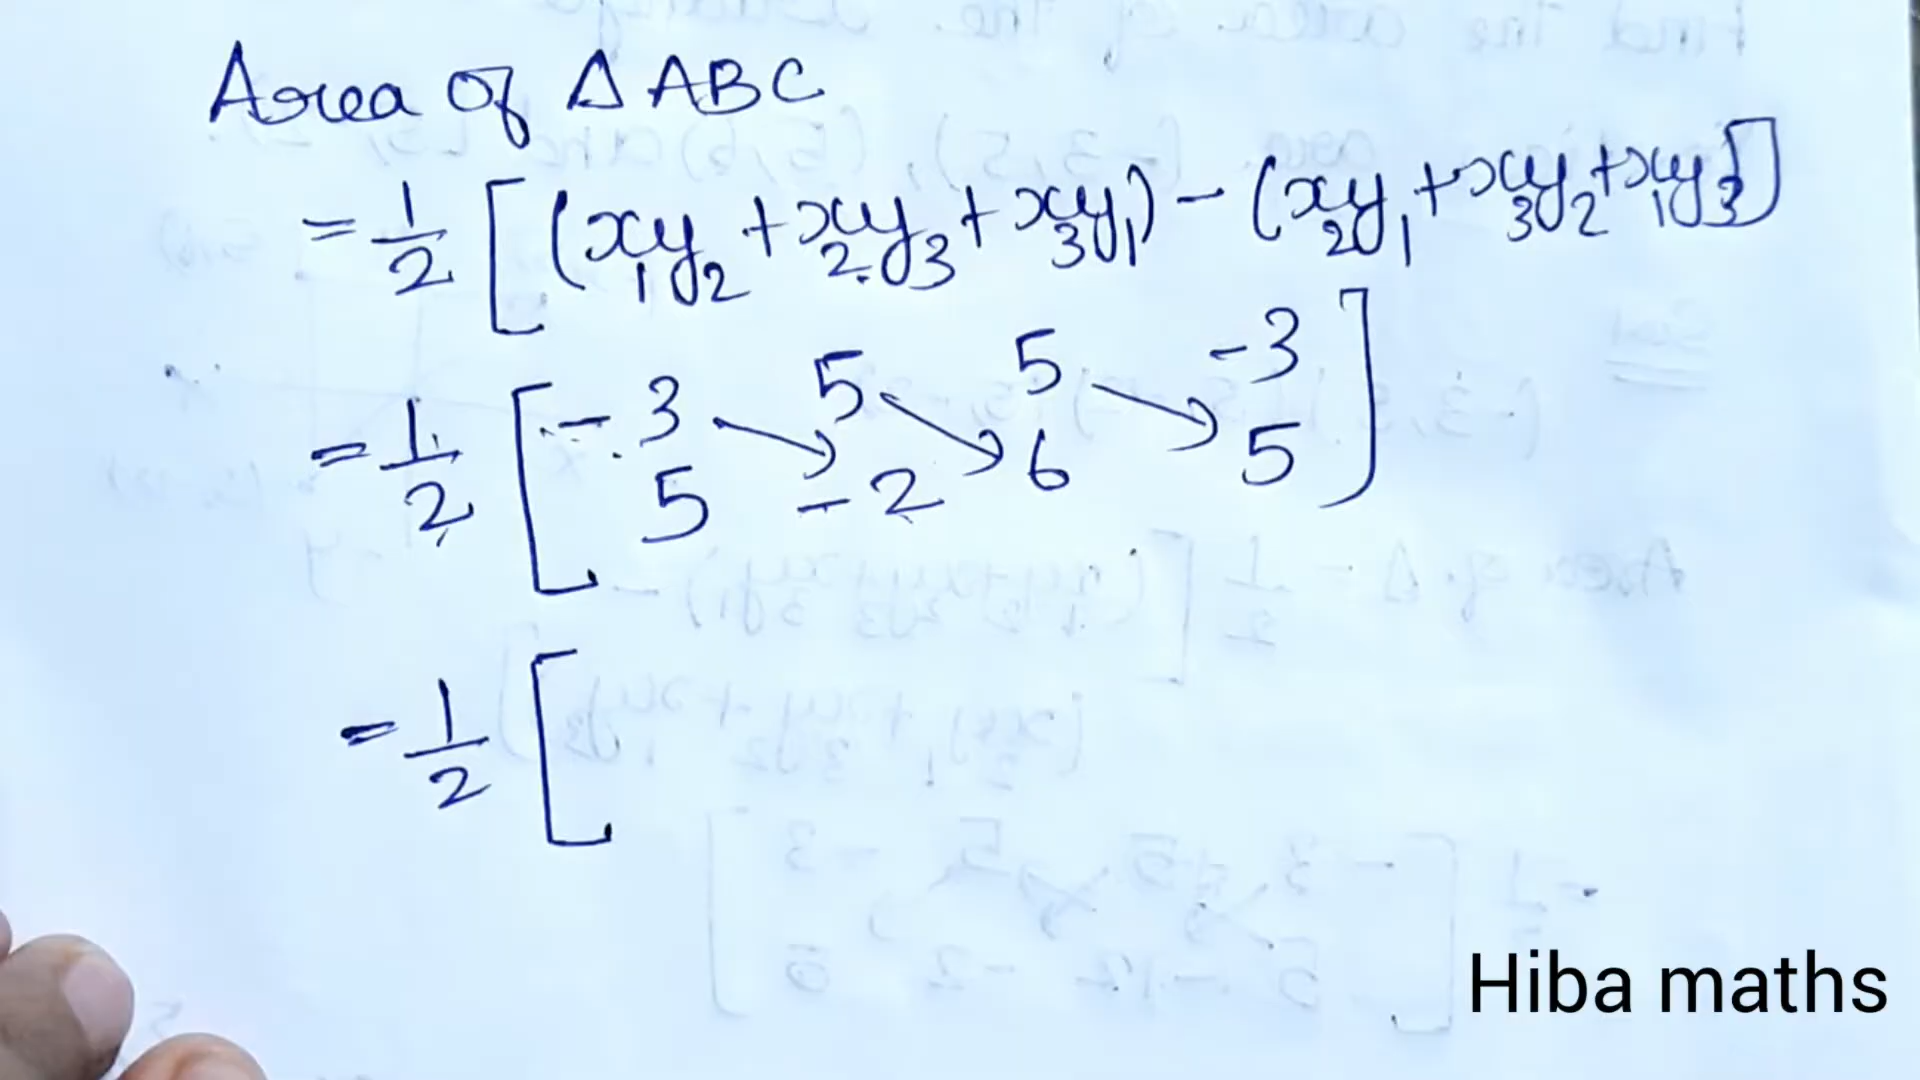 Area of △ ABC
= 1/2 [(x₁y₂ + x₂y₃ + x₃y₁) - (x₂y₁ + x₃y₂ + x₁y₃)]
= 1/2 [ -3 5 5 -3
5 -2 6 5 ]
= 1/2 [
Hiba maths